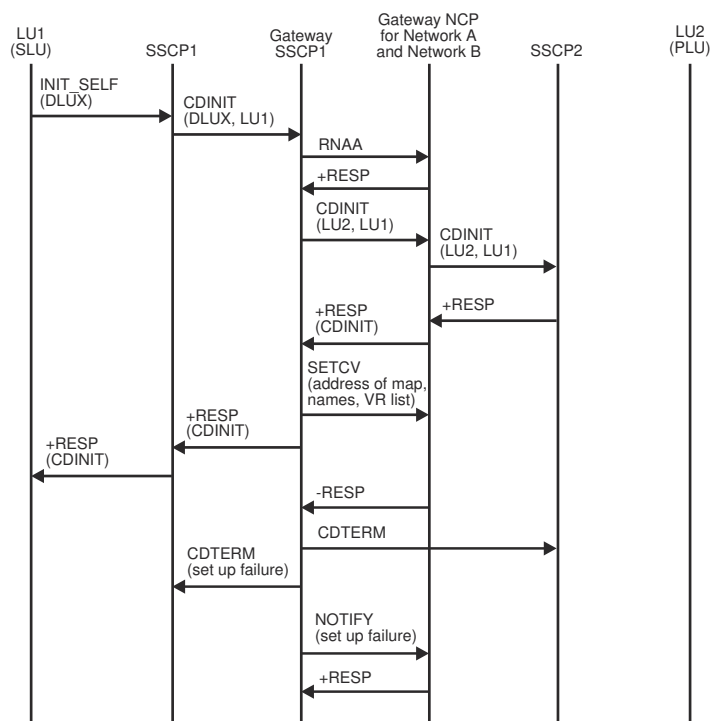 LU1
(SLU)
SSCP1
Gateway
SSCP1
Gateway NCP
for Network A
and Network B
SSCP2
LU2
(PLU)
INIT_SELF
(DLUX)
CDINIT
(DLUX, LU1)
RNAA
+RESP
CDINIT
(LU2, LU1)
CDINIT
(LU2, LU1)
+RESP
+RESP
(CDINIT)
SETCV
(address of map,
names, VR list)
+RESP
(CDINIT)
+RESP
(CDINIT)
-RESP
CDTERM
CDTERM
(set up failure)
NOTIFY
(set up failure)
+RESP